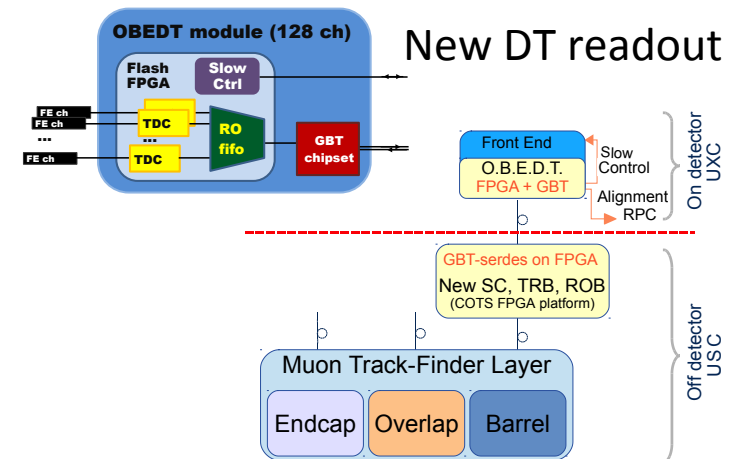 OBEDT module (128 ch)
New DT readout
Flash
FPGA
Slow
Ctrl
FE ch
FE ch
...
FE ch
TDC
...
TDC
RO
fifo
GBT
chipset
Front End
O.B.E.D.T.
FPGA + GBT
Slow
Control
Alignment
RPC
On detector
UXC
GBT-serdes on FPGA
New SC, TRB, ROB
(COTS FPGA platform)
Muon Track-Finder Layer
Endcap
Overlap
Barrel
Off detector
USC